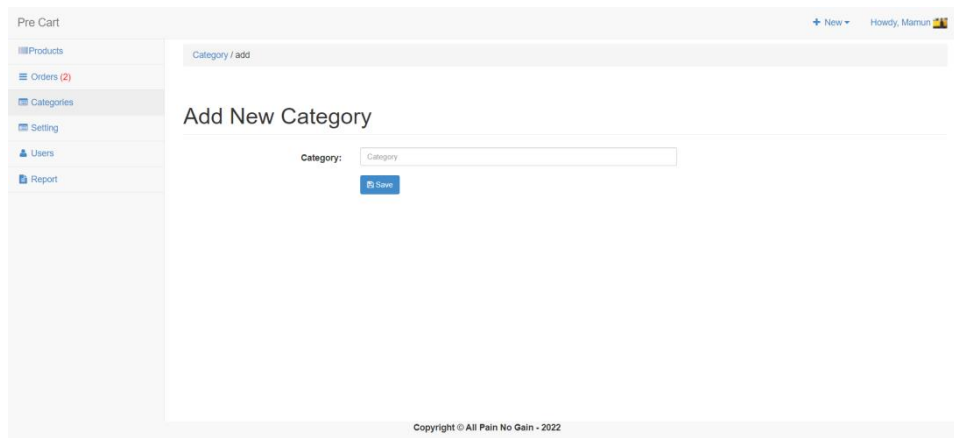 Pre Cart
New
Howdy, Mamun
Products
Orders (2)
Categories
Setting
Users
Report
Category / add
Add New Category
Category:
Category
Save
Copyright © All Pain No Gain - 2022